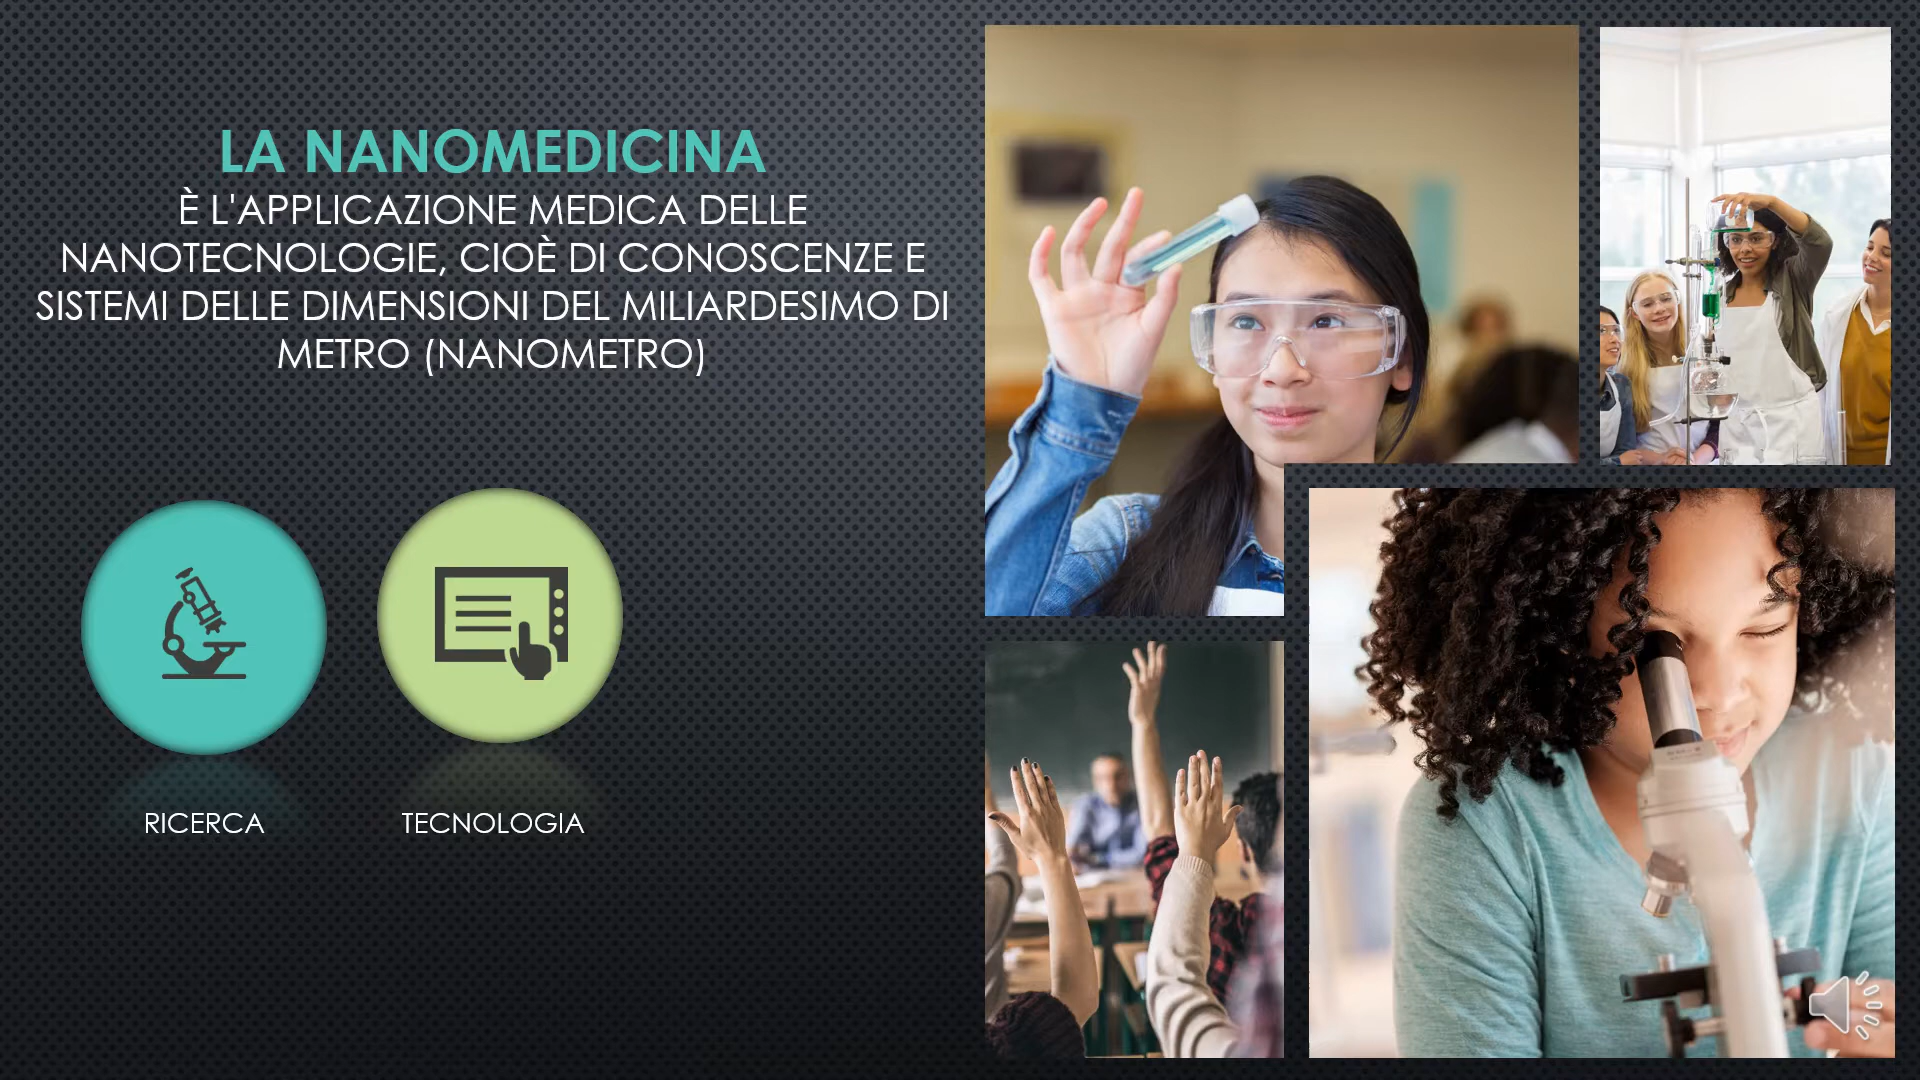 LA NANOMEDICINA
È L'APPLICAZIONE MEDICA DELLE
NANOTECNOLOGIE, CIOÈ DI CONOSCENZE E
SISTEMI DELLE DIMENSIONI DEL MILIARDESIMO DI
METRO (NANOMETRO)
RICERCA
TECNOLOGIA